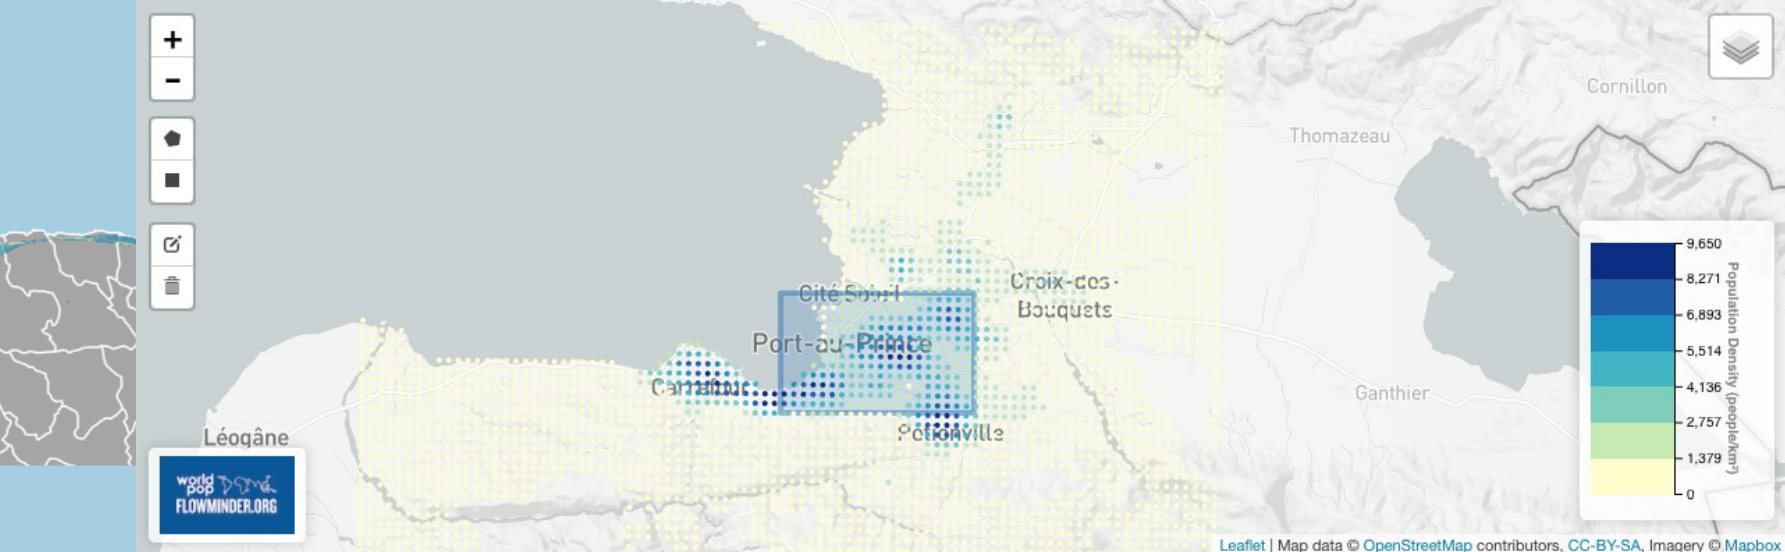 +
−
Cornillon
Thomazeau
Cité Soleil
Croix-des-
Bouquets
Port-au-Prince
Carrefour
Ganthier
Léogâne
Petionville
9,650
8,271
6,893
5,514
4,136
2,757
1,379
0
Population Density (people/km²)
world
pop
FLOWMINDER.ORG
Leaflet | Map data © OpenStreetMap contributors, CC-BY-SA, Imagery © Mapbox